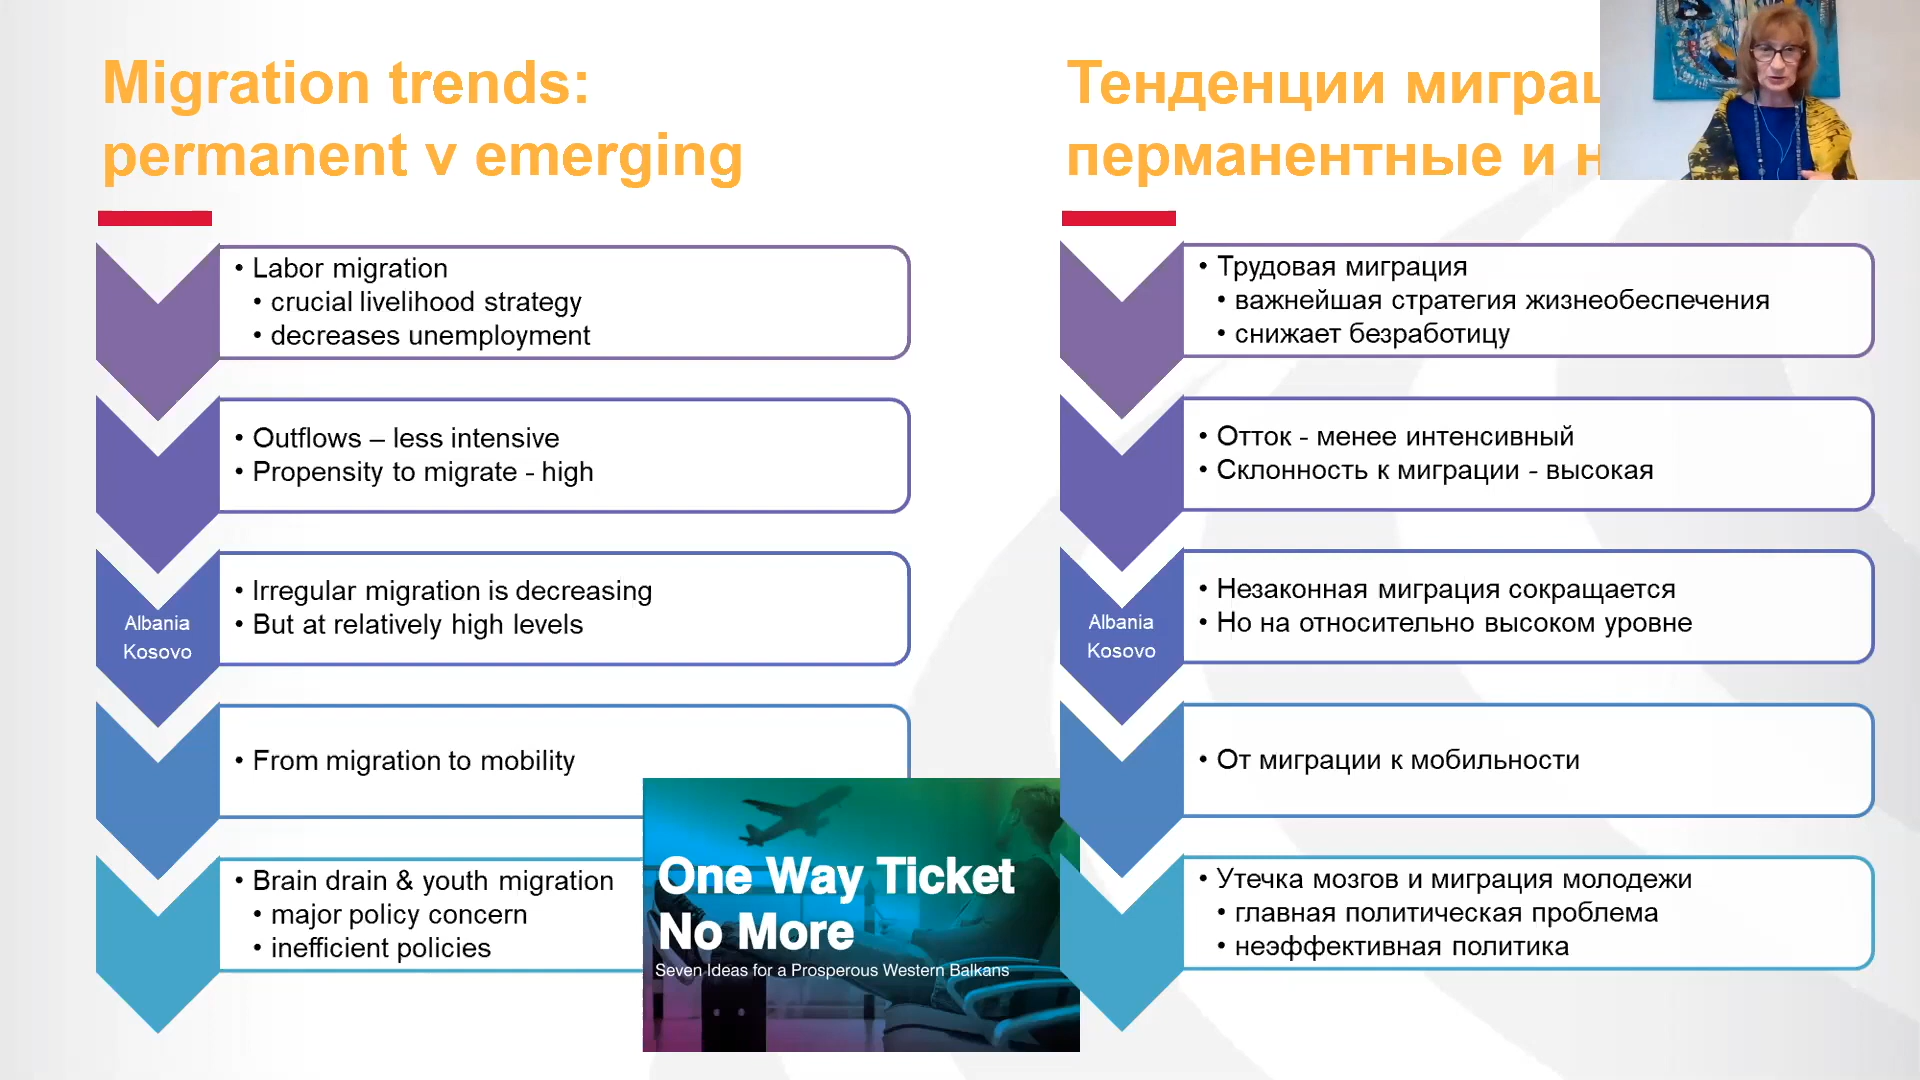 Migration trends:
permanent v emerging
• Labor migration
• crucial livelihood strategy
• decreases unemployment
• Outflows – less intensive
• Propensity to migrate - high
Albania
Kosovo
• Irregular migration is decreasing
• But at relatively high levels
• From migration to mobility
• Brain drain & youth migration
• major policy concern
• inefficient policies
One Way Ticket
No More
Seven Ideas for a Prosperous Western Balkans
Тенденции
перманентные и
• Трудовая миграция
• важнейшая стратегия жизнеобеспечения
• снижает безработицу
• Отток - менее интенсивный
• Склонность к миграции - высокая
Albania
Kosovo
• Незаконная миграция сокращается
• Но на относительно высоком уровне
• От миграции к мобильности
• Утечка мозгов и миграция молодежи
• главная политическая проблема
• неэффективная политика